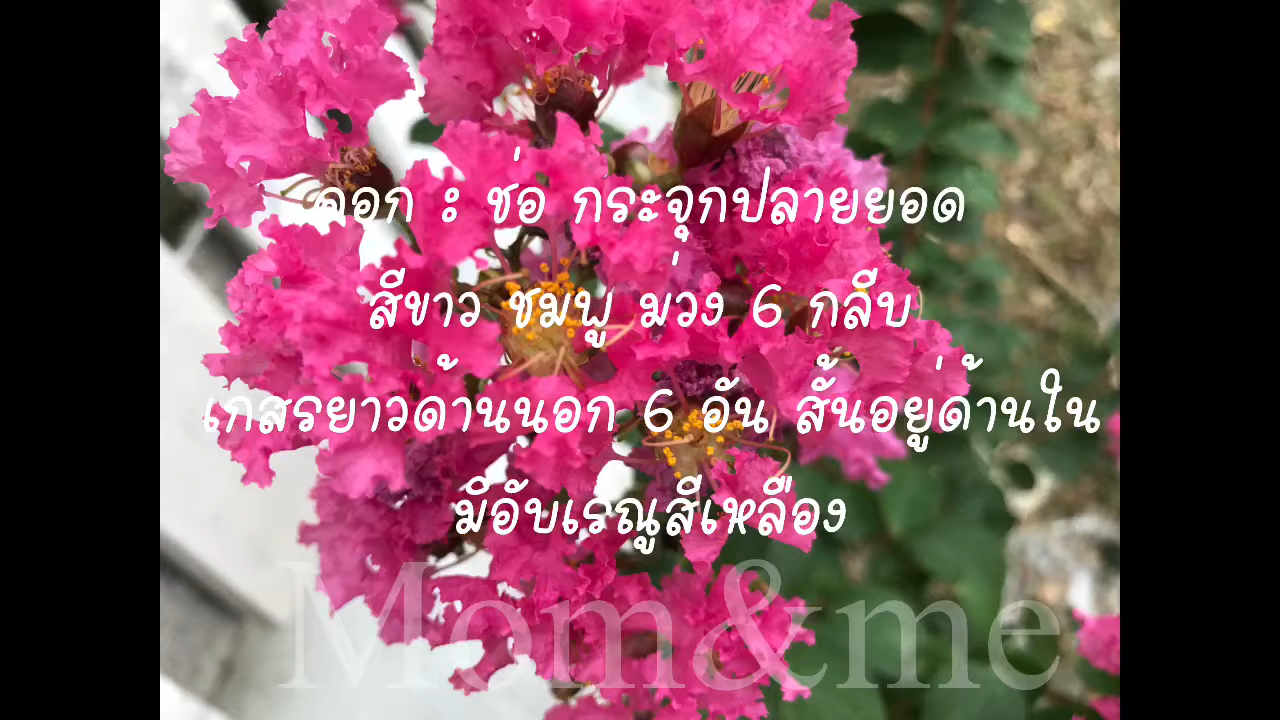 ดอก : ช่อ กระจุกปลายยอด
สีขาว ชมพู ม่วง 6 กลีบ
เกสรยาวด้านนอก 6 อัน สั้นอยู่ด้านใน
มีอับเรณูสีเหลือง
Mom&me